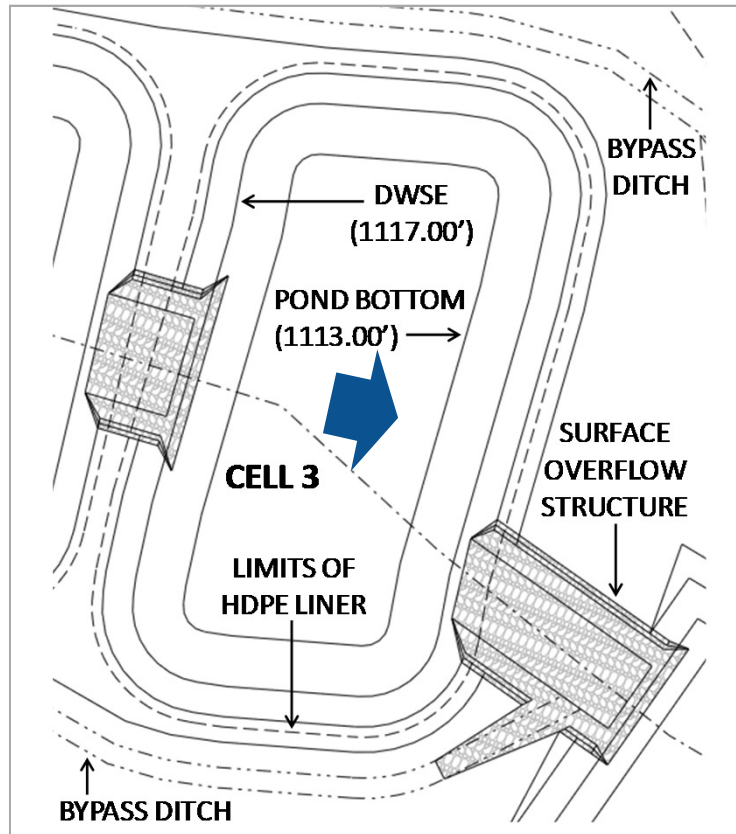 BYPASS
DITCH
DWSE
(1117.00')
POND BOTTOM
(1113.00')
SURFACE
OVERFLOW
STRUCTURE
CELL 3
LIMITS OF
HDPE LINER
BYPASS DITCH